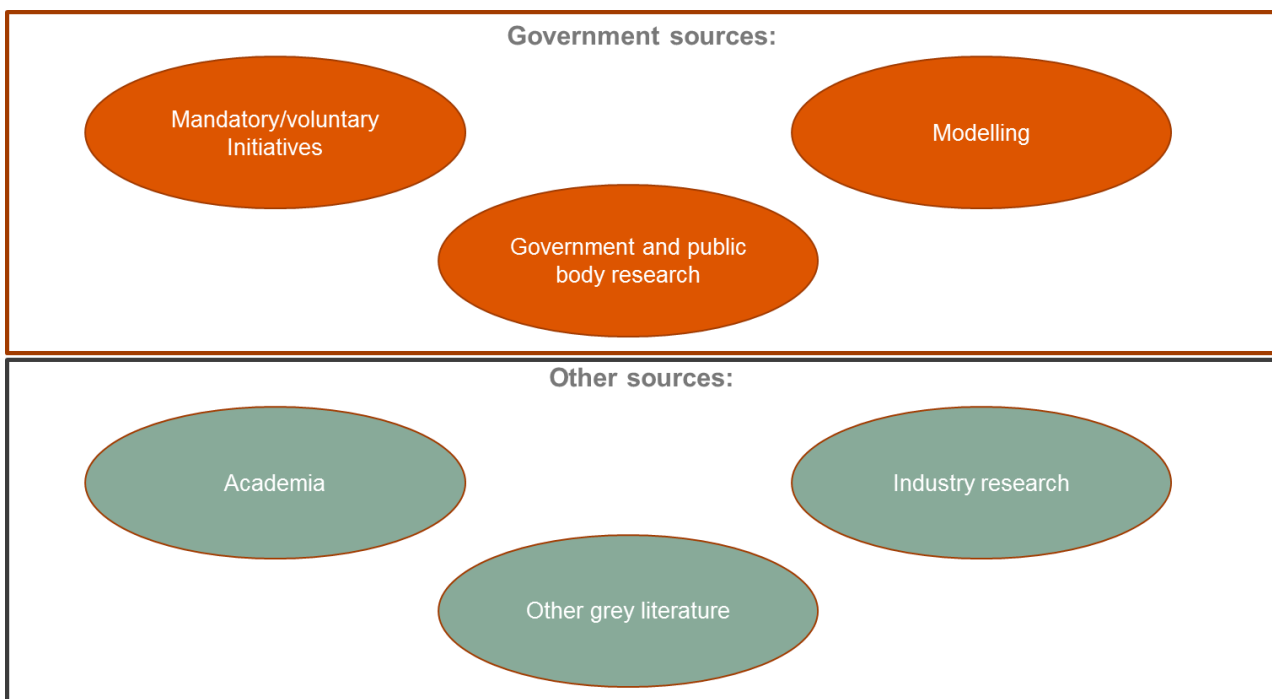 Government sources:
Mandatory/voluntary
Initiatives
Modelling
Government and public
body research
Other sources:
Academia
Industry research
Other grey literature